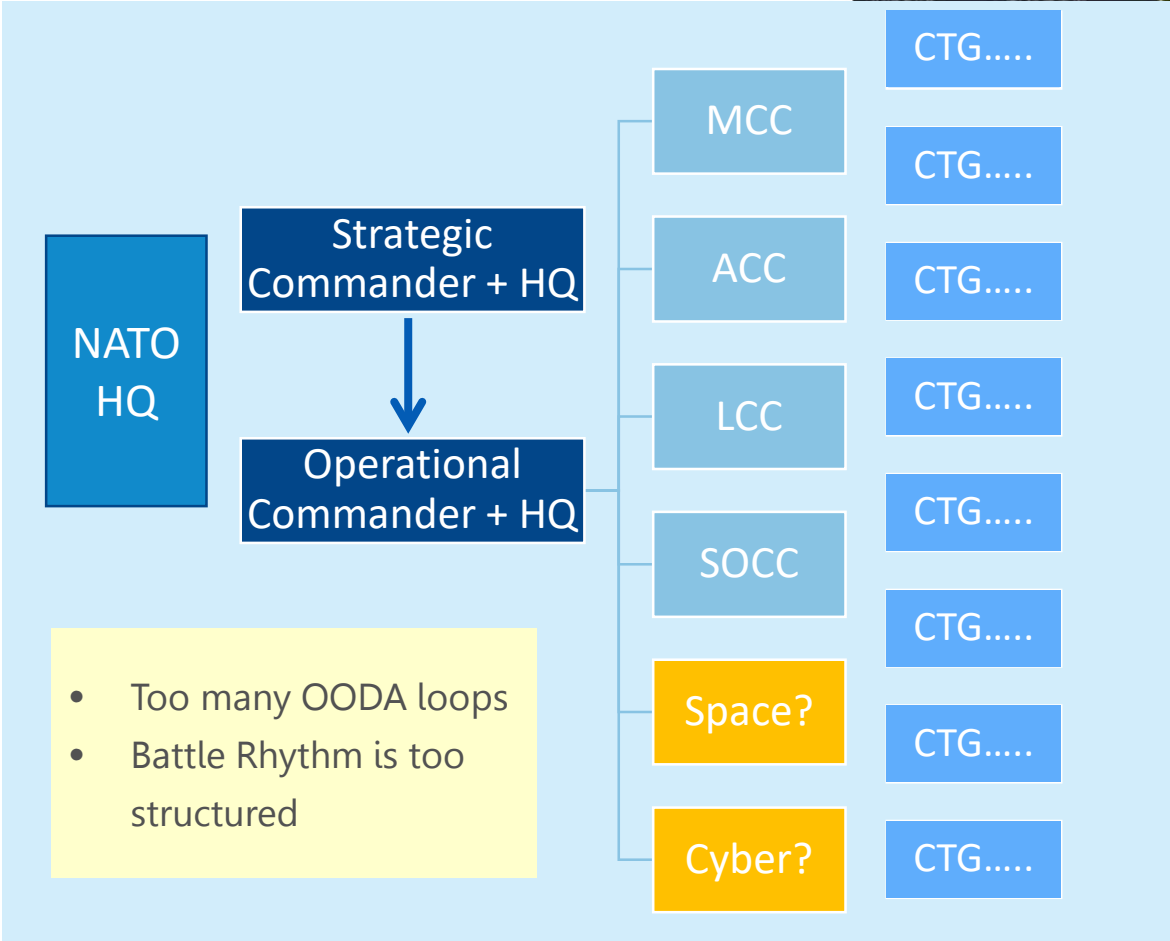 NATO
HQ
Strategic
Commander + HQ
Operational
Commander + HQ
• Too many OODA loops
• Battle Rhythm is too
structured
MCC
ACC
LCC
SOCC
Space?
Cyber?
CTG.....
CTG.....
CTG.....
CTG.....
CTG.....
CTG.....
CTG.....
CTG.....